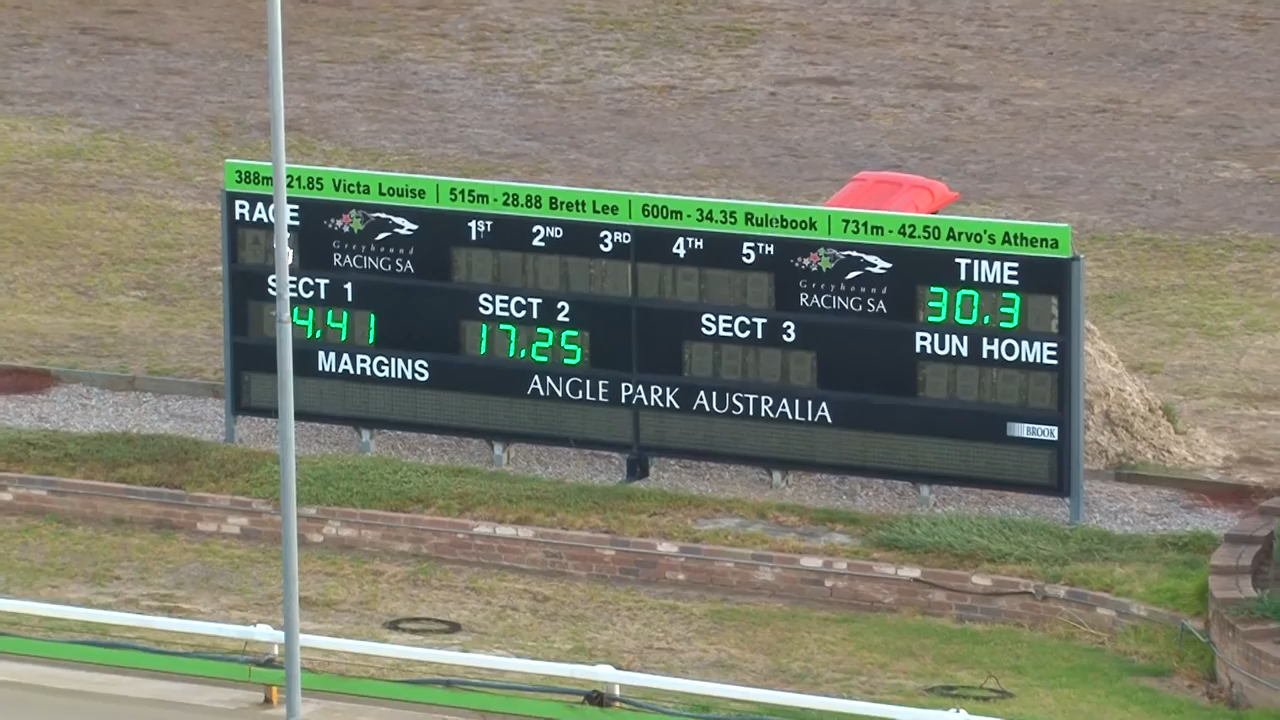 388m 21.85 Victa Louise | 515m - 28.88 Brett Lee | 600m - 34.35 Rulebook | 731m - 42.50 Arvo's Athena
RACE
Greyhound
RACING SA
1ST 2ND 3RD 4TH 5TH
Greyhound
RACING SA
TIME
30.3
SECT 1
4.41
SECT 2
17.25
SECT 3
RUN HOME
MARGINS
ANGLE PARK AUSTRALIA
BROOK